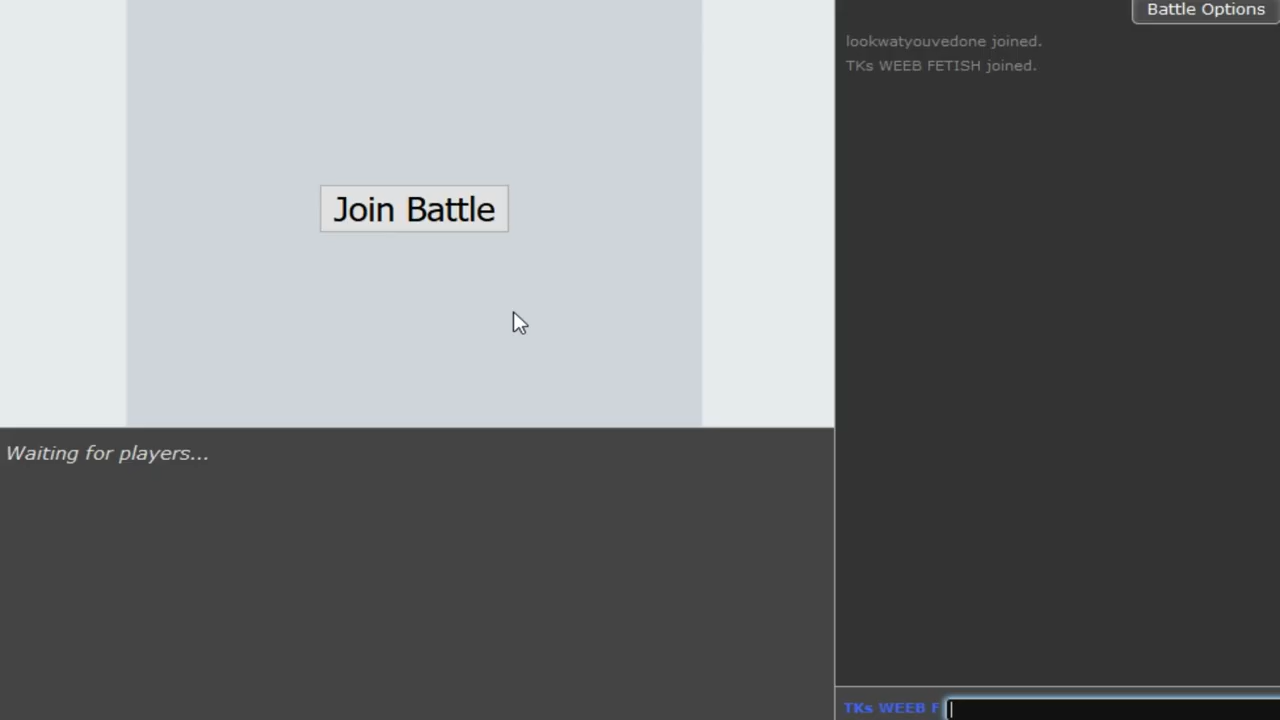 Battle Options
lookwatyouvedone joined.
TKs WEEB FETISH joined.
Join Battle
Waiting for players...
TKs WEEB F